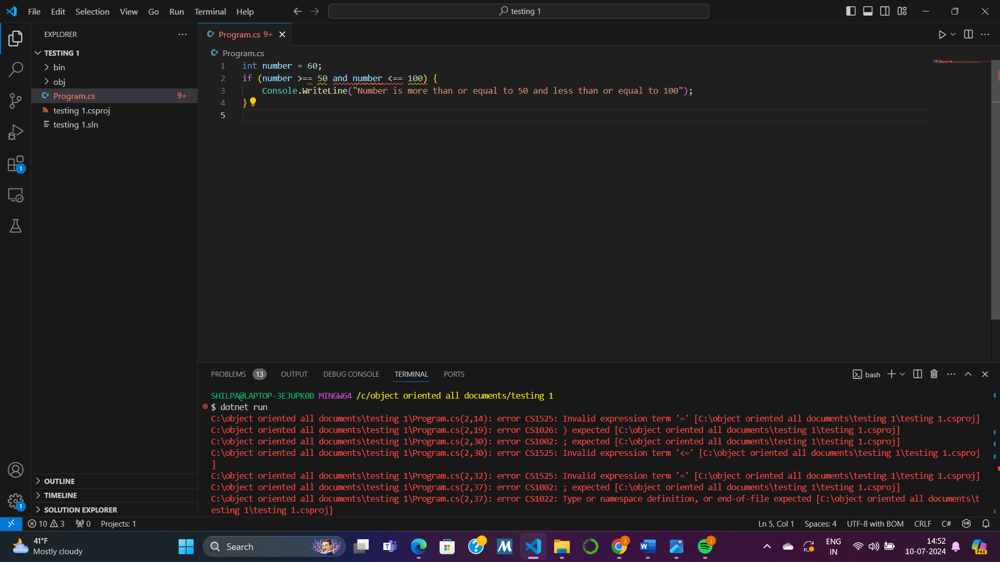 File Edit Selection View Go Run Terminal Help
testing 1
EXPLORER
TESTING 1
bin
obj
Program.cs 9+
testing 1.csproj
testing 1.sln
OUTLINE
TIMELINE
SOLUTION EXPLORER
Program.cs 9+
Program.cs
1 int number = 60;
2 if (number >== 50 and number <== 100) {
3 Console.WriteLine("Number is more than or equal to 50 and less than or equal to 100");
4 }
5
PROBLEMS 13 OUTPUT DEBUG CONSOLE TERMINAL PORTS
bash
SHILPA@LAPTOP-3EJUPK0B MINGW64 /c/object oriented all documents/testing 1
$ dotnet run
C:\object oriented all documents\testing 1\Program.cs(2,14): error CS1525: Invalid expression term '=' [C:\object oriented all documents\testing 1\testing 1.csproj]
C:\object oriented all documents\testing 1\Program.cs(2,19): error CS1026: ) expected [C:\object oriented all documents\testing 1\testing 1.csproj]
C:\object oriented all documents\testing 1\Program.cs(2,30): error CS1002: ; expected [C:\object oriented all documents\testing 1\testing 1.csproj]
C:\object oriented all documents\testing 1\Program.cs(2,30): error CS1525: Invalid expression term '<=' [C:\object oriented all documents\testing 1\testing 1.csproj
]
C:\object oriented all documents\testing 1\Program.cs(2,32): error CS1525: Invalid expression term '=' [C:\object oriented all documents\testing 1\testing 1.csproj]
C:\object oriented all documents\testing 1\Program.cs(2,37): error CS1002: ; expected [C:\object oriented all documents\testing 1\testing 1.csproj]
C:\object oriented all documents\testing 1\Program.cs(2,37): error CS1022: Type or namespace definition, or end-of-file expected [C:\object oriented all documents\t
esting 1\testing 1.csproj]
10 3 0 Projects: 1
Ln 5, Col 1 Spaces: 4 UTF-8 with BOM CRLF C#
41°F
Mostly cloudy
Search
ENG
IN
14:52
10-07-2024
PRE